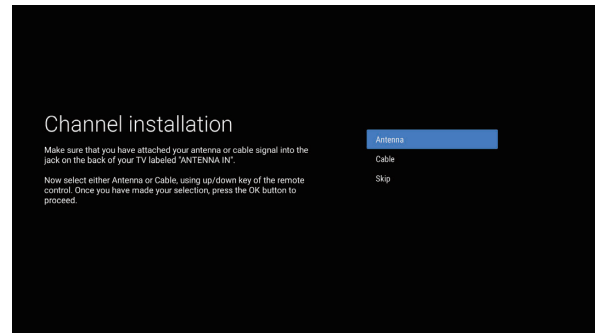 Channel installation
Make sure that you have attached your antenna or cable signal into the
jack on the back of your TV labeled "ANTENNA IN".
Now select either Antenna or Cable, using up/down key of the remote
control. Once you have made your selection, press the OK button to
proceed.
Antenna
Cable
Skip